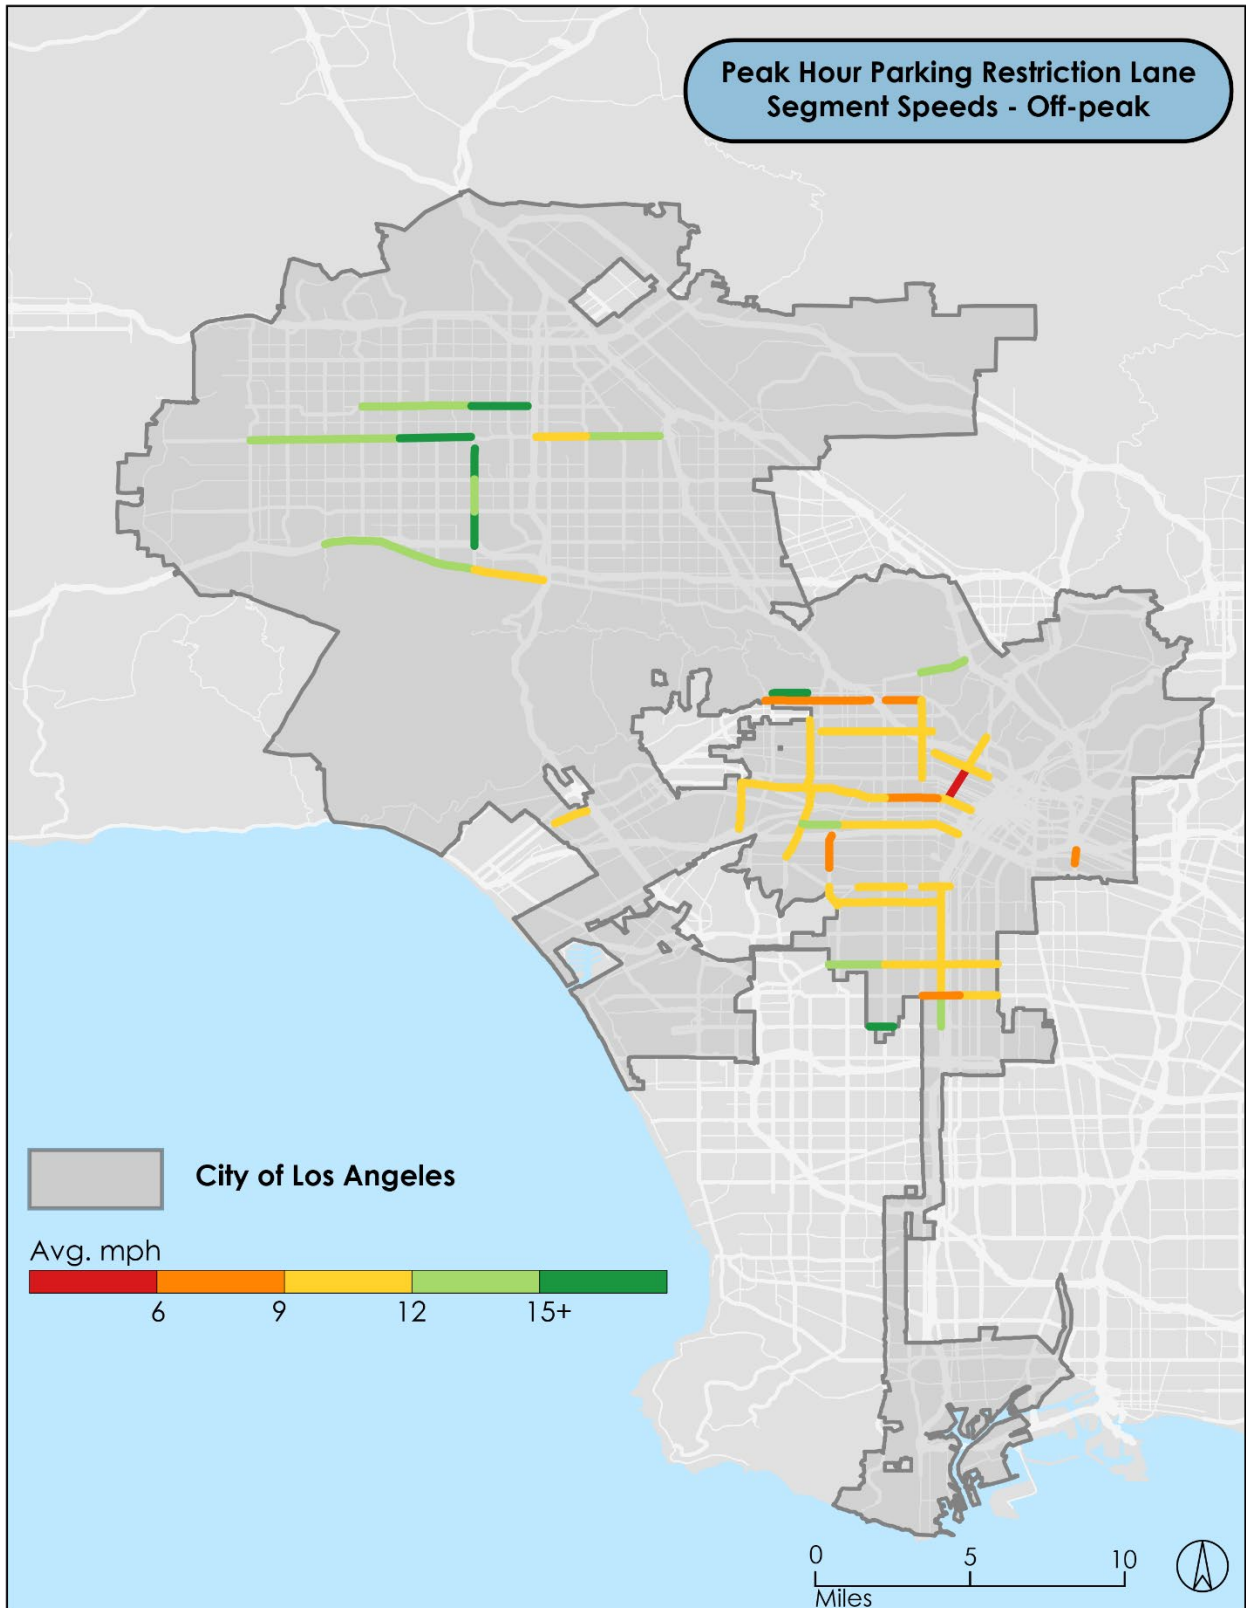 Peak Hour Parking Restriction Lane
Segment Speeds - Off-peak
City of Los Angeles
Avg. mph
6 9 12 15+
0 5 10
Miles